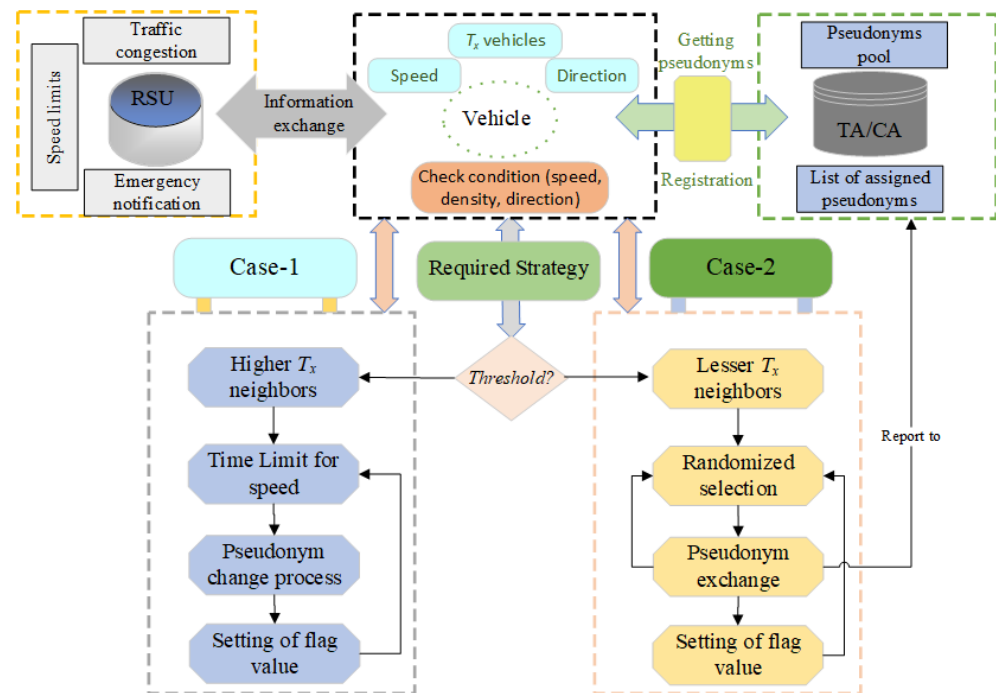 Traffic
congestion
Speed limits
RSU
Emergency
notification
Information
exchange
Tₓ vehicles
Speed
Direction
Vehicle
Check condition (speed,
density, direction)
Getting
pseudonyms
Registration
Pseudonyms
pool
TA/CA
List of assigned
pseudonyms
Case-1
Required Strategy
Case-2
Higher Tₓ
neighbors
Threshold?
Lesser Tₓ
neighbors
Time Limit for
speed
Randomized
selection
Report to
Pseudonym
change process
Pseudonym
exchange
Setting of flag
value
Setting of flag
value